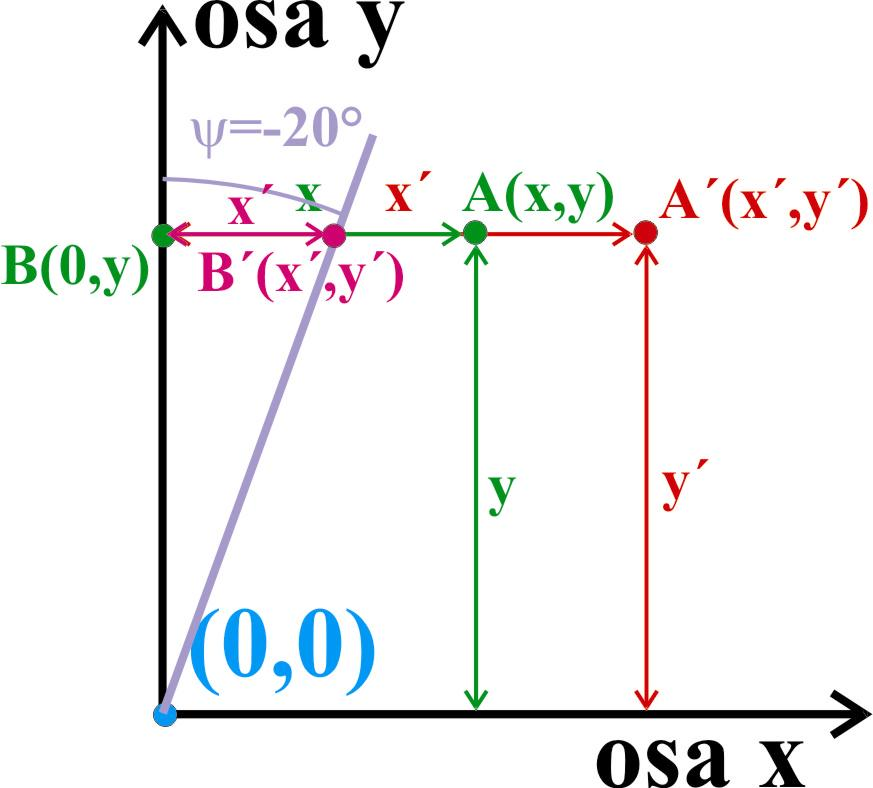 osa y
ψ=-20°
x´ x x´ A(x,y) A´(x´,y´)
B(0,y) B´(x´,y´)
y y´
(0,0)
osa x